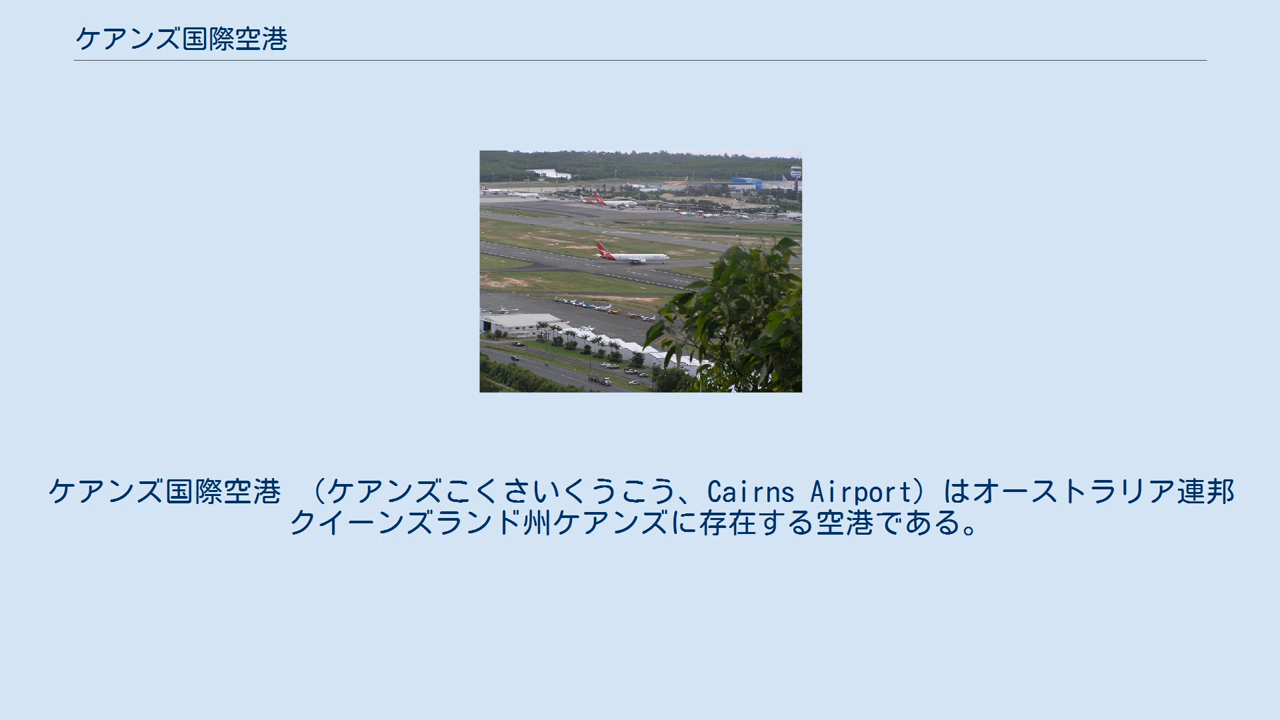 ケアンズ国際空港
ケアンズ国際空港 （ケアンズこくさいくうこう、Cairns Airport）はオーストラリア連邦
クイーンズランド州ケアンズに存在する空港である。